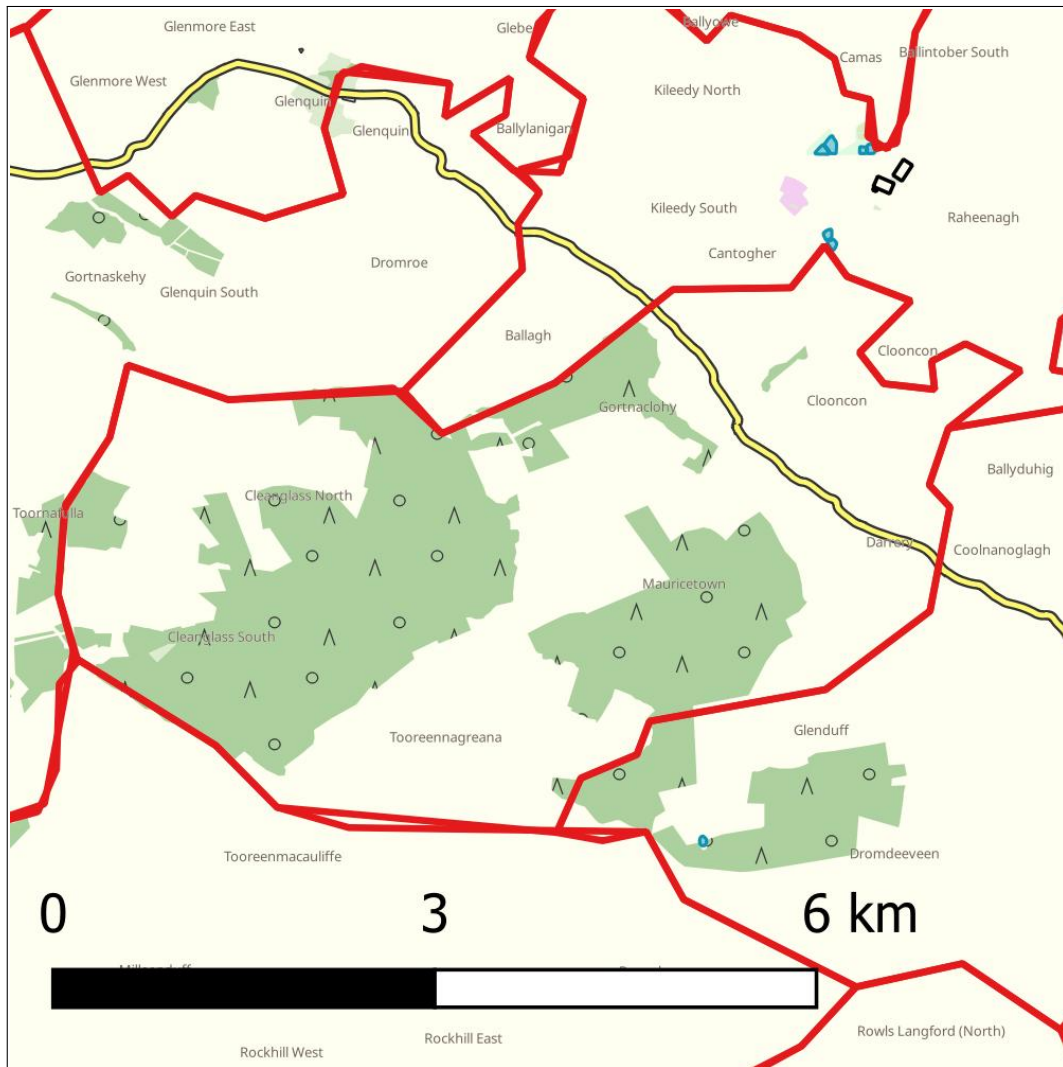 Glenmore East
Glebe
Ballyowe
Camas
Ballintober South
Glenmore West
Kileedy North
Glenquin
Glenquin
Ballylanigan
Kileedy South
Raheenagh
Cantogher
Dromroe
Gortnaskehy
Glenquin South
Ballagh
Clooncon
Clooncon
Gortnaclohy
Ballyduhig
Cleanglass North
Toornafulla
Darrery
Coolnanoglagh
Mauricetown
Cleanglass South
Tooreennagreana
Glenduff
Tooreenmacauliffe
Dromdeeveen
0 3 6 km
Rockhill East
Rowls Langford (North)
Rockhill West